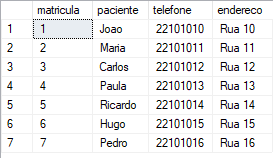 matricula paciente telefone endereco
1 1 Joao 22101010 Rua 10
2 2 Maria 22101011 Rua 11
3 3 Carlos 22101012 Rua 12
4 4 Paula 22101013 Rua 13
5 5 Ricardo 22101014 Rua 14
6 6 Hugo 22101015 Rua 15
7 7 Pedro 22101016 Rua 16